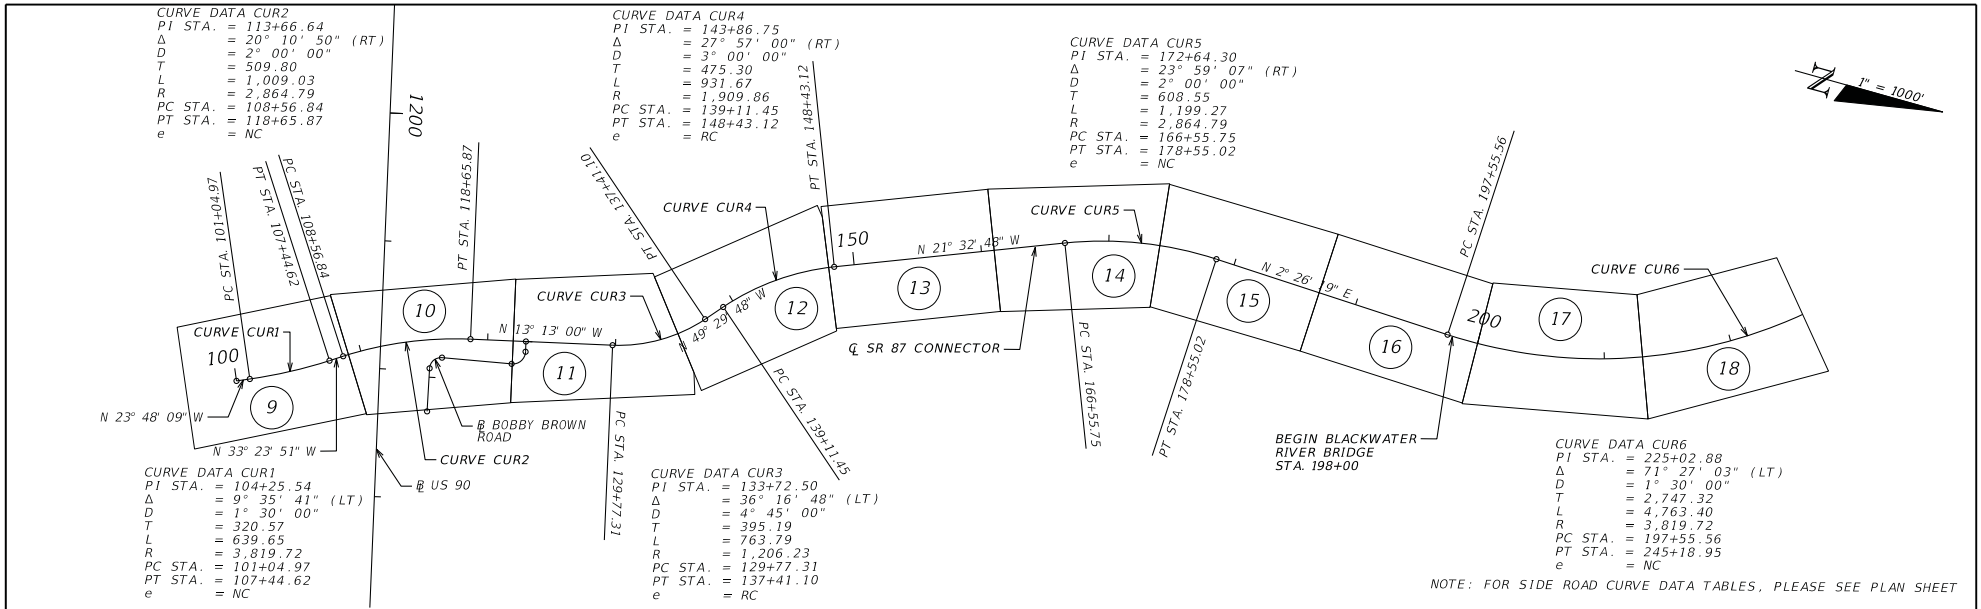 CURVE DATA CUR2
PI STA. = 113+66.64
Δ = 20° 10' 50" (RT)
D = 2° 00' 00"
T = 509.80
L = 1,009.03
R = 2,864.79
PC STA. = 108+56.84
PT STA. = 118+65.87
e = NC
CURVE DATA CUR4
PI STA. = 143+86.75
Δ = 27° 57' 00" (RT)
D = 3° 00' 00"
T = 475.30
L = 931.67
R = 1,909.86
PC STA. = 139+11.45
PT STA. = 148+43.12
e = RC
CURVE DATA CUR5
PI STA. = 172+64.30
Δ = 23° 59' 07" (RT)
D = 2° 00' 00"
T = 608.55
L = 1,199.27
R = 2,864.79
PC STA. = 166+55.75
PT STA. = 178+55.02
e = NC
N
1" = 1000'
1200
PC STA. 101+04.97
PT STA. 107+44.62
PC STA. 108+56.84
PT STA. 118+65.87
PT STA. 137+41.10
PT STA. 148+43.12
PC STA. 197+55.56
CURVE CUR4
CURVE CUR5
150
N 21° 32' 48" W
CURVE CUR6
CURVE CUR3
CURVE CUR1
100
N 13° 13' 00" W
N 49° 29' 48" W
N 2° 26' 19" E
200
9
10
11
12
13
14
15
16
17
18
℄ SR 87 CONNECTOR
N 23° 48' 09" W
N 33° 23' 51" W
BOBBY BROWN
ROAD
CURVE CUR2
US 90
PC STA. 129+77.31
PC STA. 139+11.45
PC STA. 166+55.75
PT STA. 178+55.02
BEGIN BLACKWATER
RIVER BRIDGE
STA. 198+00
CURVE DATA CUR1
PI STA. = 104+25.54
Δ = 9° 35' 41" (LT)
D = 1° 30' 00"
T = 320.57
L = 639.65
R = 3,819.72
PC STA. = 101+04.97
PT STA. = 107+44.62
e = NC
CURVE DATA CUR3
PI STA. = 133+72.50
Δ = 36° 16' 48" (LT)
D = 4° 45' 00"
T = 395.19
L = 763.79
R = 1,206.23
PC STA. = 129+77.31
PT STA. = 137+41.10
e = RC
CURVE DATA CUR6
PI STA. = 225+02.88
Δ = 71° 27' 03" (LT)
D = 1° 30' 00"
T = 2,747.32
L = 4,763.40
R = 3,819.72
PC STA. = 197+55.56
PT STA. = 245+18.95
e = NC
NOTE: FOR SIDE ROAD CURVE DATA TABLES, PLEASE SEE PLAN SHEET